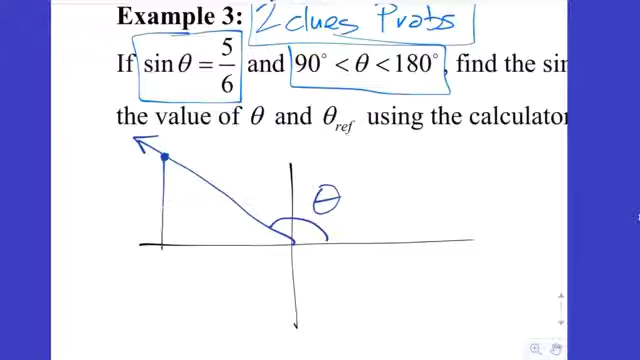 Example 3: 2 clues Probs
If sin θ = 5/6 and 90° < θ < 180°, find the sin
the value of θ and θref using the calculator
θ